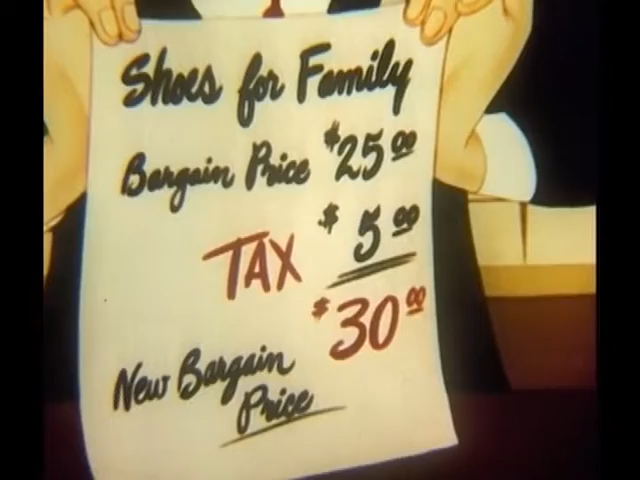 Shoes for Family
Bargain Price $25.00
TAX $5.00
$30.00
New Bargain
Price